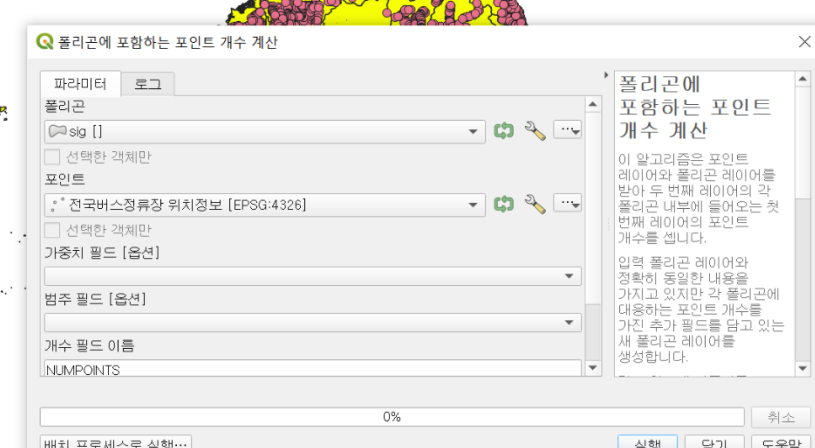 폴리곤에 포함하는 포인트 개수 계산
파라미터
로그
폴리곤
sig []
선택한 객체만
포인트
전국버스정류장 위치정보 [EPSG:4326]
선택한 객체만
가중치 필드 [옵션]
범주 필드 [옵션]
개수 필드 이름
NUMPOINTS
폴리곤에
포함하는 포인트
개수 계산
이 알고리즘은 포인트
레이어와 폴리곤 레이어를
받아 두 번째 레이어의 각
폴리곤 내부에 들어오는 첫
번째 레이어의 포인트
개수를 셉니다.
입력 폴리곤 레이어와
정확히 동일한 내용을
가지고 있지만 각 폴리곤에
대응하는 포인트 개수를
가진 추가 필드를 담고 있는
새 폴리곤 레이어를
생성합니다.
0%
취소
배치 프로세스로 실행…
실행
닫기
도움말